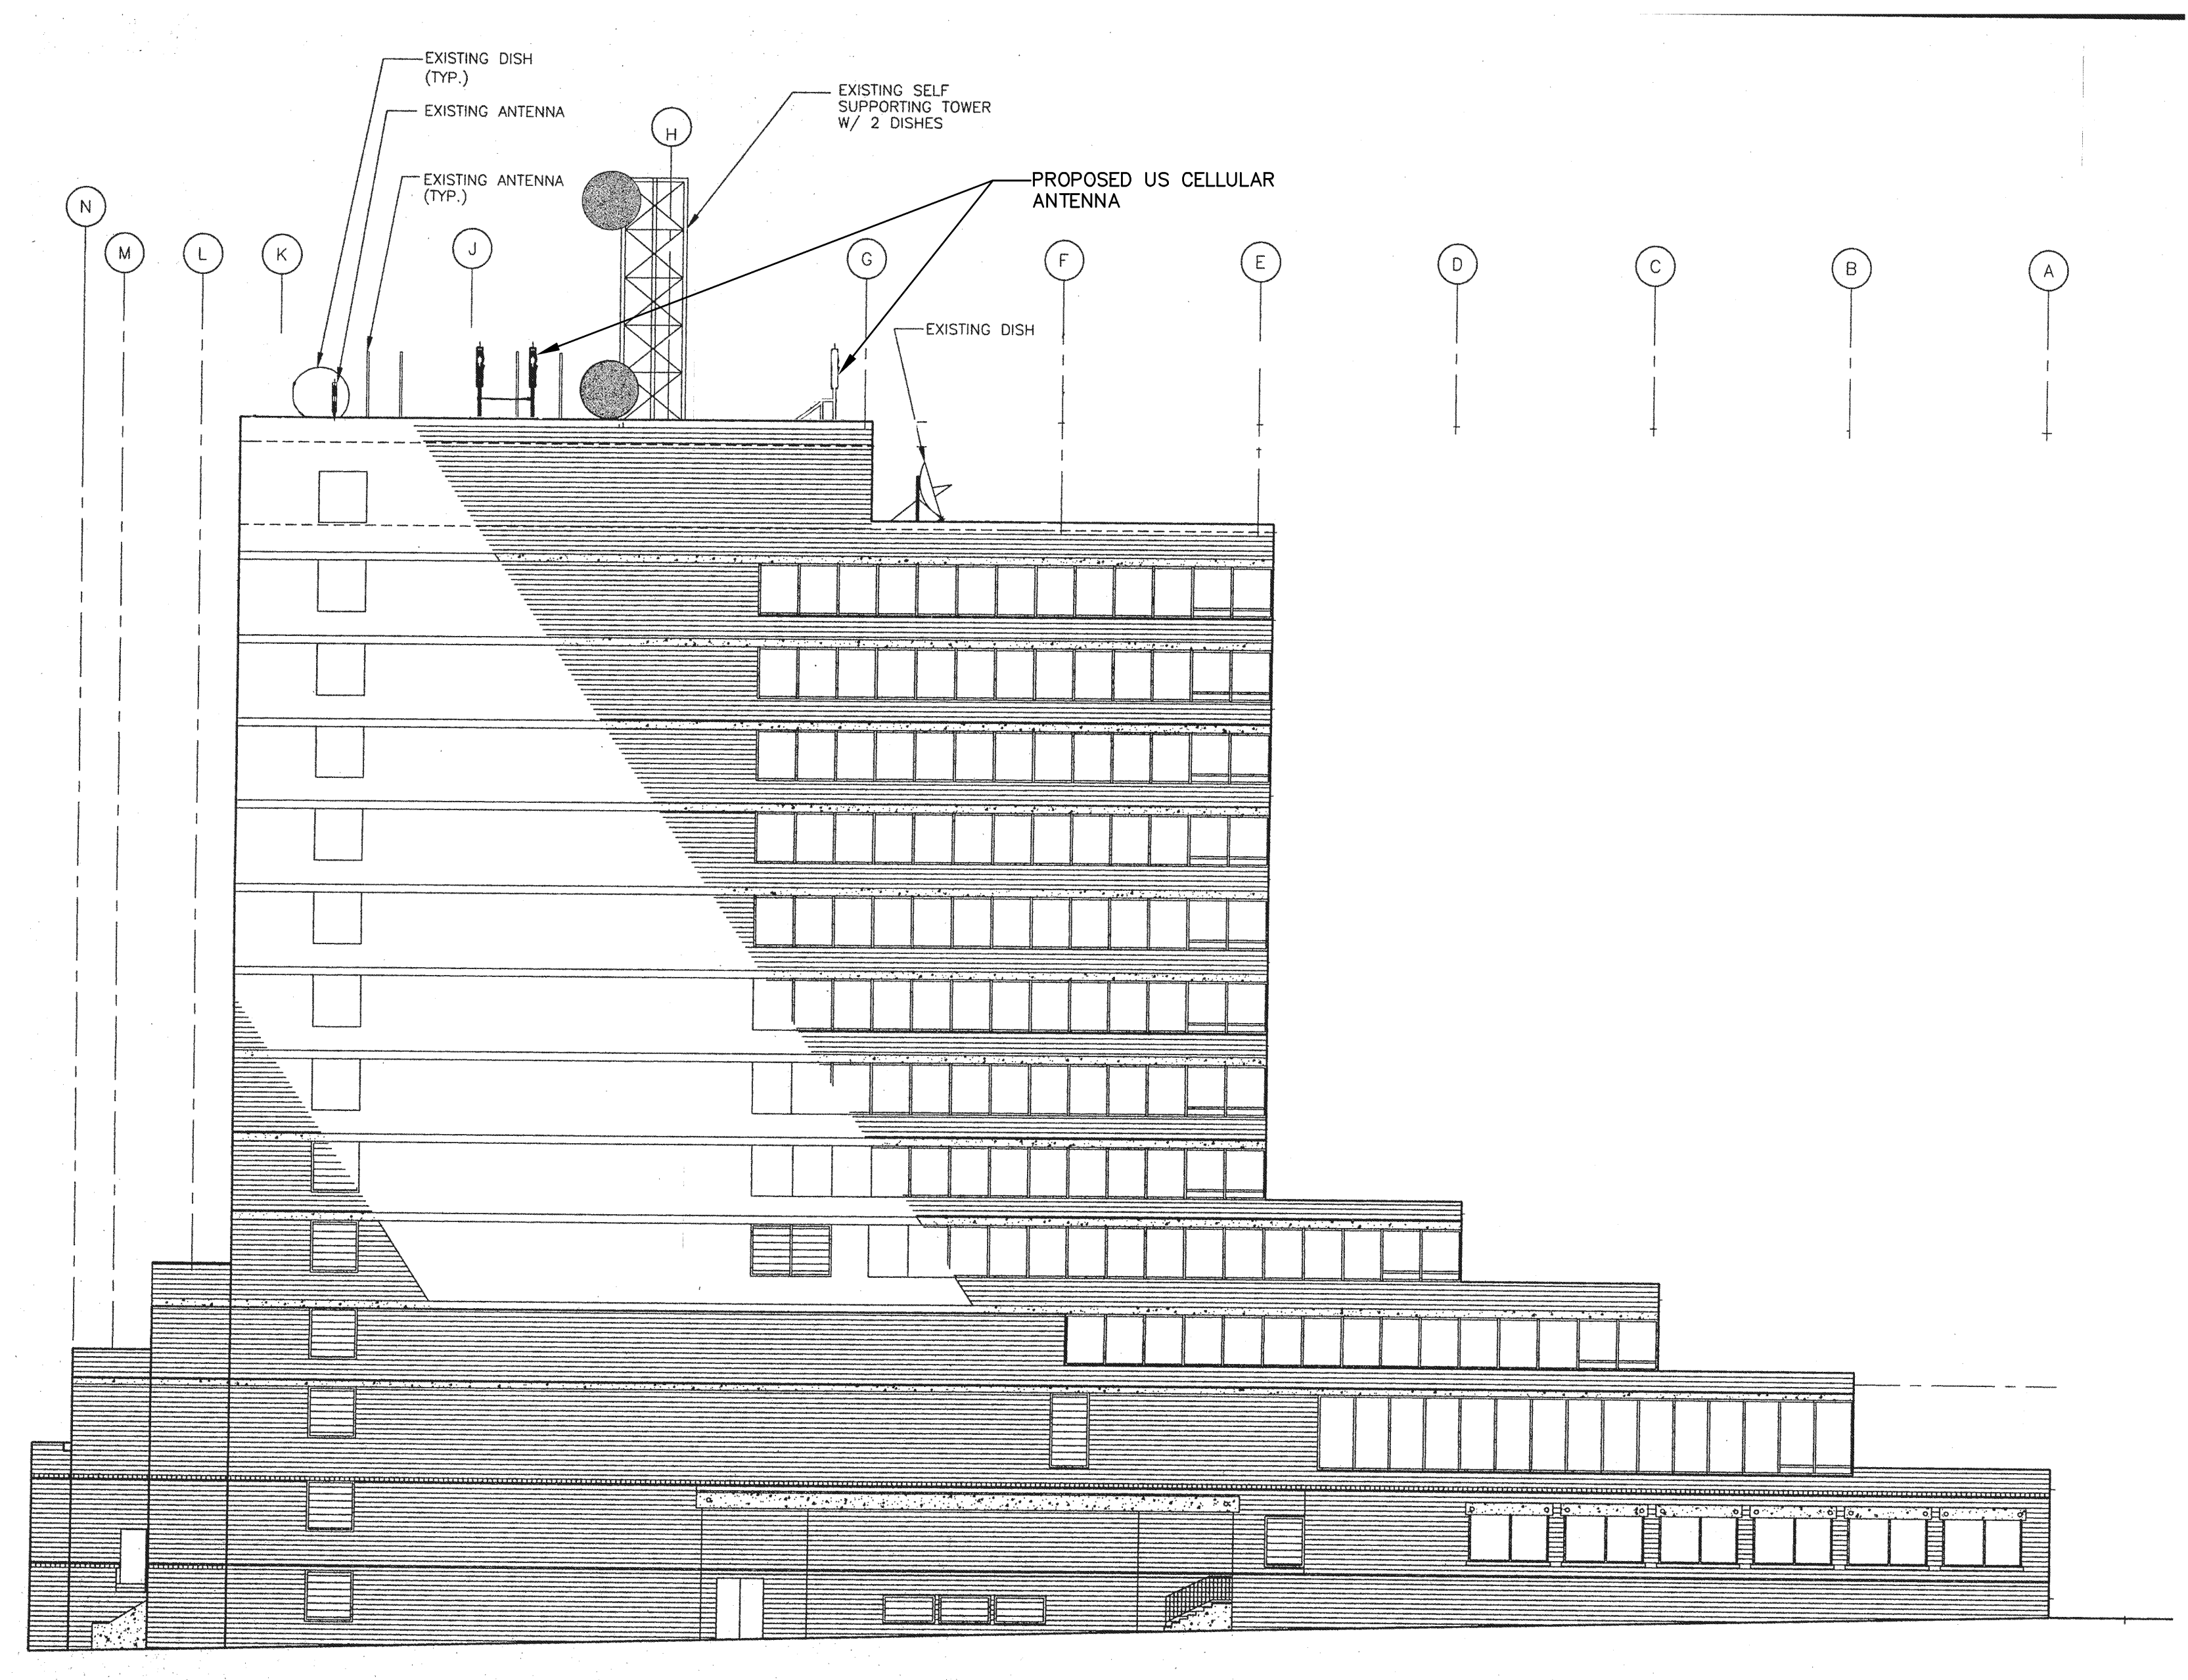 EXISTING DISH
(TYP.)
EXISTING ANTENNA
EXISTING SELF
SUPPORTING TOWER
W/ 2 DISHES
H
EXISTING ANTENNA
(TYP.)
PROPOSED US CELLULAR
ANTENNA
N
M
L
K
J
G
F
E
D
C
B
A
EXISTING DISH